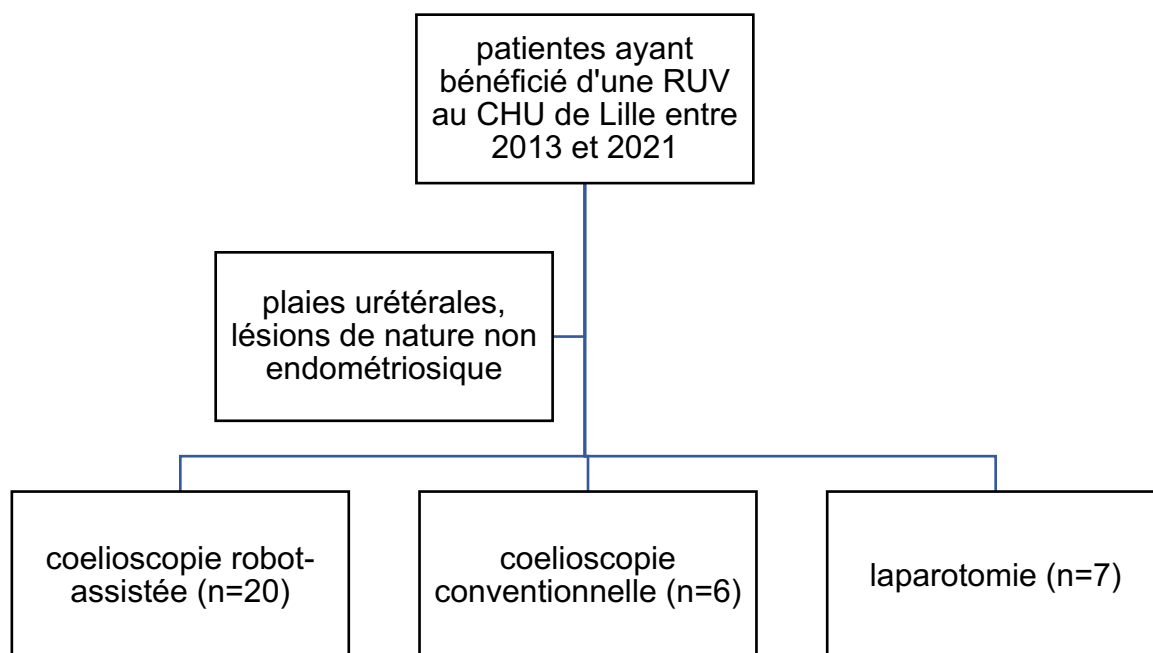 patientes ayant
bénéficié d'une RUV
au CHU de Lille entre
2013 et 2021
plaies urétérales,
lésions de nature non
endométriosique
coelioscopie robot-
assistée (n=20)
coelioscopie
conventionnelle (n=6)
laparotomie (n=7)